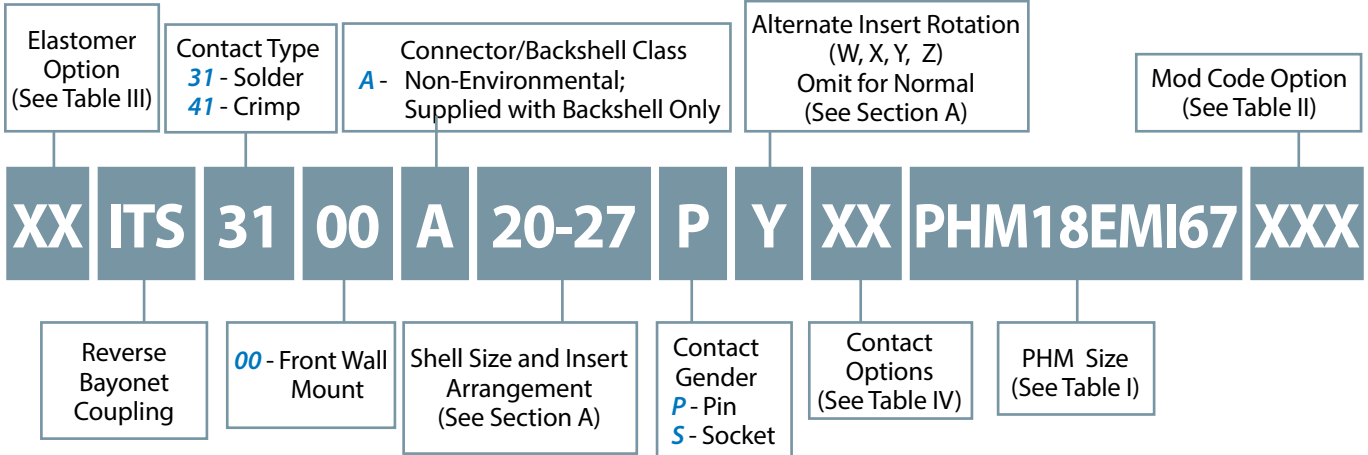 Elastomer
Option
(See Table III)
Contact Type
31 - Solder
41 - Crimp
Connector/Backshell Class
A - Non-Environmental;
Supplied with Backshell Only
Alternate Insert Rotation
(W, X, Y, Z)
Omit for Normal
(See Section A)
Mod Code Option
(See Table II)
XX ITS 31 00 A 20-27 P Y XX PHM18EMI67 XXX
Reverse
Bayonet
Coupling
00 - Front Wall
Mount
Shell Size and Insert
Arrangement
(See Section A)
Contact
Gender
P - Pin
S - Socket
Contact
Options
(See Table IV)
PHM Size
(See Table I)